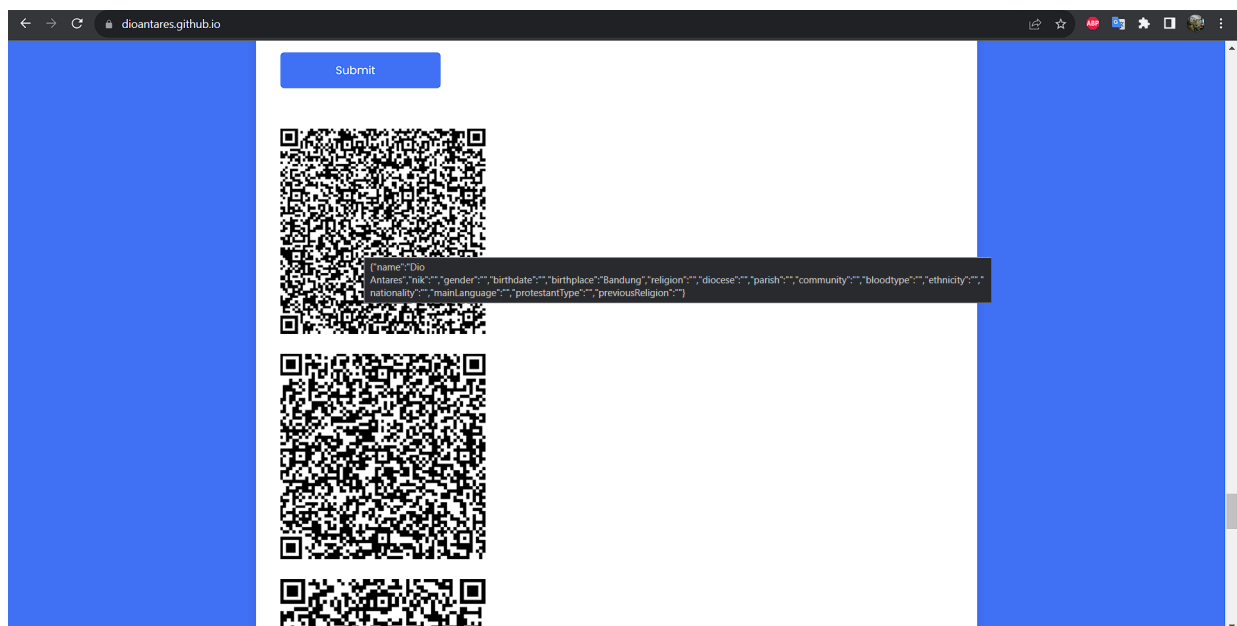 dioantares.github.io
ABP
Submit
{"name":"Dio
Antares","nik":"","gender":"","birthdate":"","birthplace":"Bandung","religion":"","diocese":"","parish":"","community":"","bloodtype":"","ethnicity":"","
nationality":"","mainLanguage":"","protestantType":"","previousReligion":""}